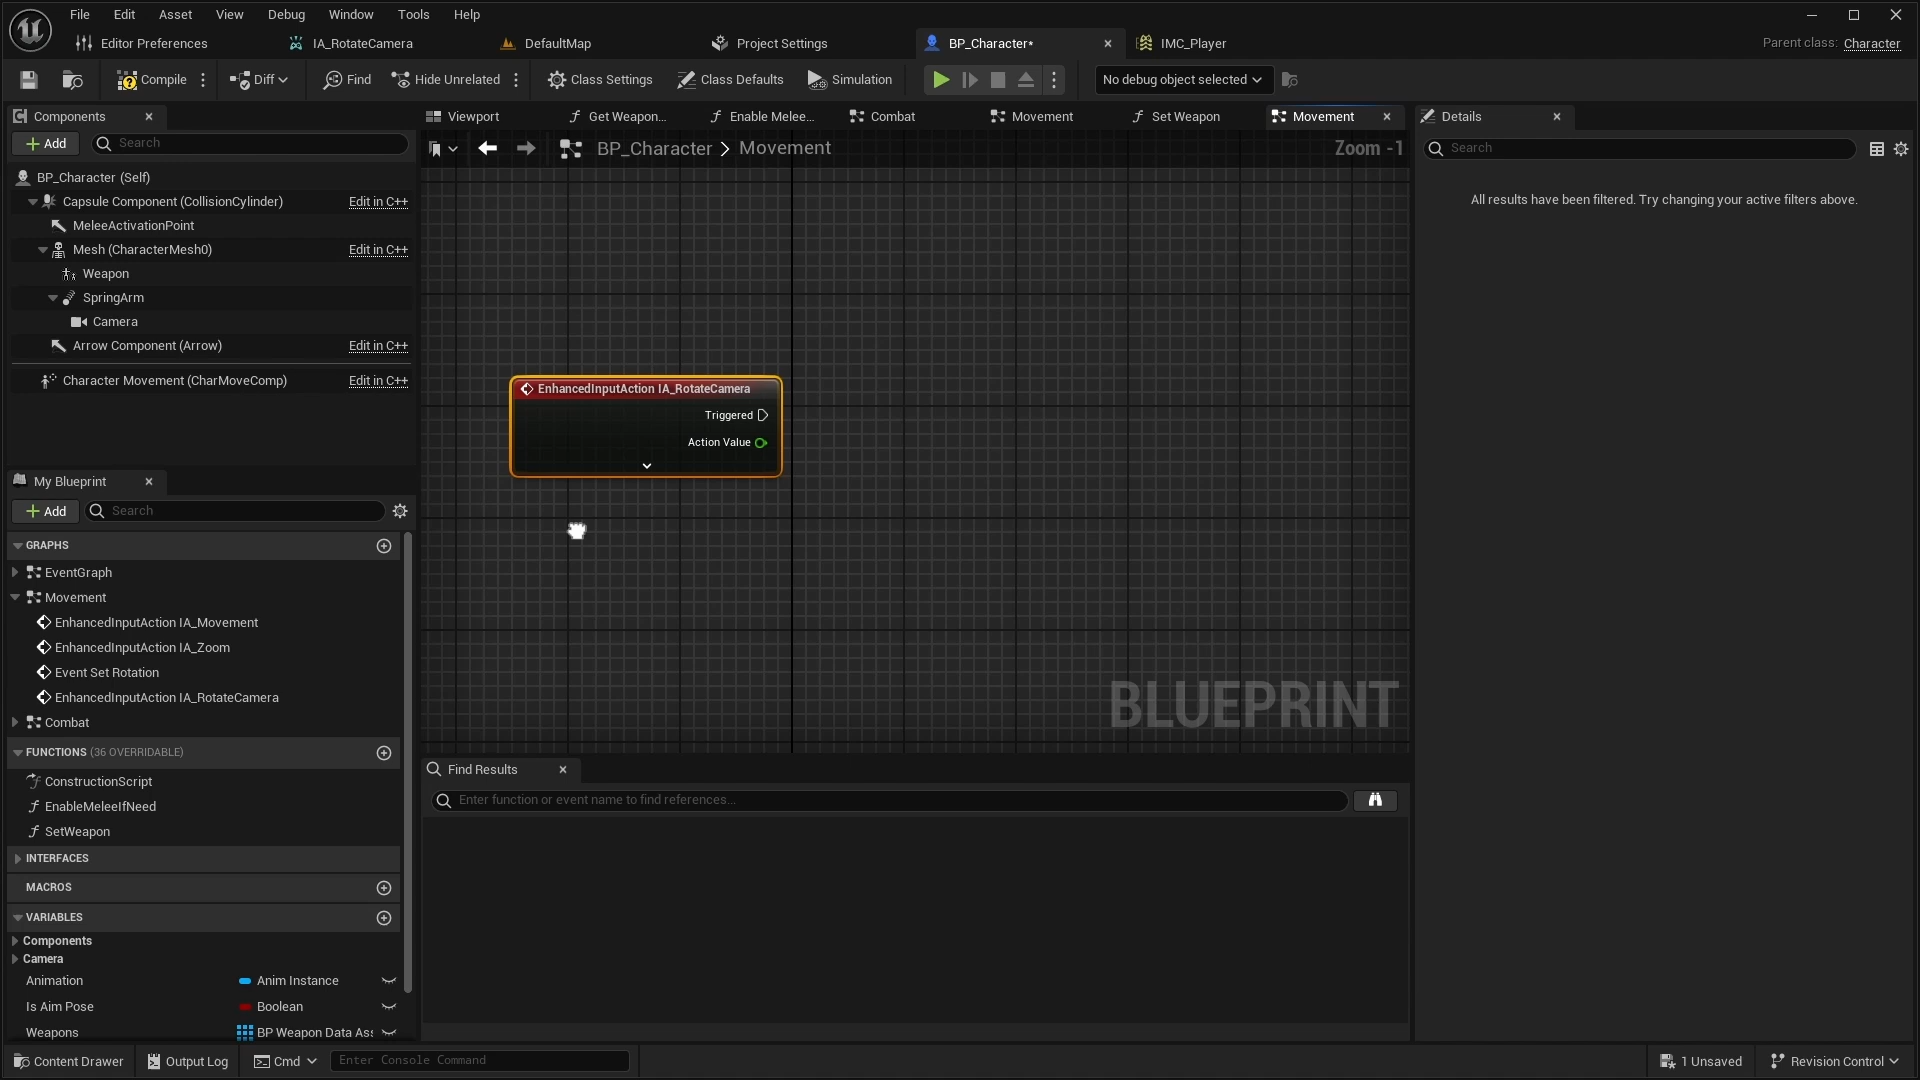 File Edit Asset View Debug Window Tools Help
Editor Preferences IA_RotateCamera DefaultMap Project Settings BP_Character* IMC_Player Parent class: Character
Compile Diff Find Hide Unrelated Class Settings Class Defaults Simulation No debug object selected
Components
Add Search
BP_Character (Self)
Capsule Component (CollisionCylinder) Edit in C++
MeleeActivationPoint
Mesh (CharacterMesh0) Edit in C++
Weapon
SpringArm
Camera
Arrow Component (Arrow) Edit in C++
Character Movement (CharMoveComp) Edit in C++
My Blueprint
Add Search
GRAPHS
EventGraph
Movement
EnhancedInputAction IA_Movement
EnhancedInputAction IA_Zoom
Event Set Rotation
EnhancedInputAction IA_RotateCamera
Combat
FUNCTIONS (36 OVERRIDABLE)
ConstructionScript
EnableMeleeIfNeed
SetWeapon
INTERFACES
MACROS
VARIABLES
Components
Camera
Animation Anim Instance
Is Aim Pose Boolean
Weapons BP Weapon Data Ass
Viewport Get Weapon... Enable Melee... Combat Movement Set Weapon Movement
BP_Character > Movement Zoom -1
EnhancedInputAction IA_RotateCamera
Triggered
Action Value
BLUEPRINT
Find Results
Enter function or event name to find references...
Details
Search
All results have been filtered. Try changing your active filters above.
Content Drawer Output Log Cmd Enter Console Command 1 Unsaved Revision Control